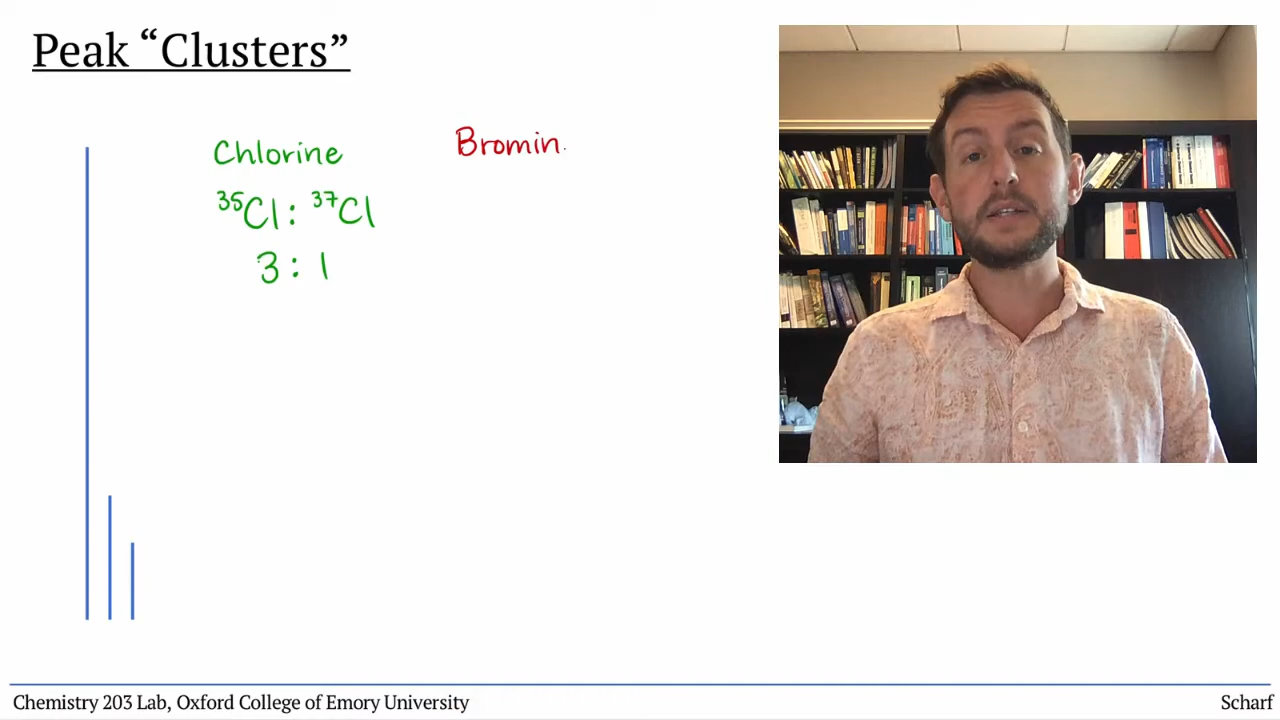 Peak “Clusters”
Chlorine
³⁵Cl : ³⁷Cl
3 : 1
Bromin
Chemistry 203 Lab, Oxford College of Emory University
Scharf